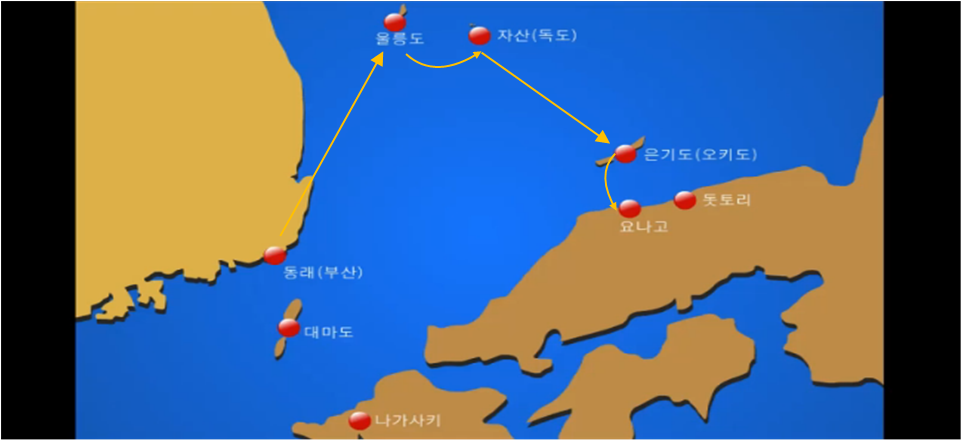 울릉도
자산(독도)
은기도(오키도)
돗토리
요나고
동래(부산)
대마도
나가사키